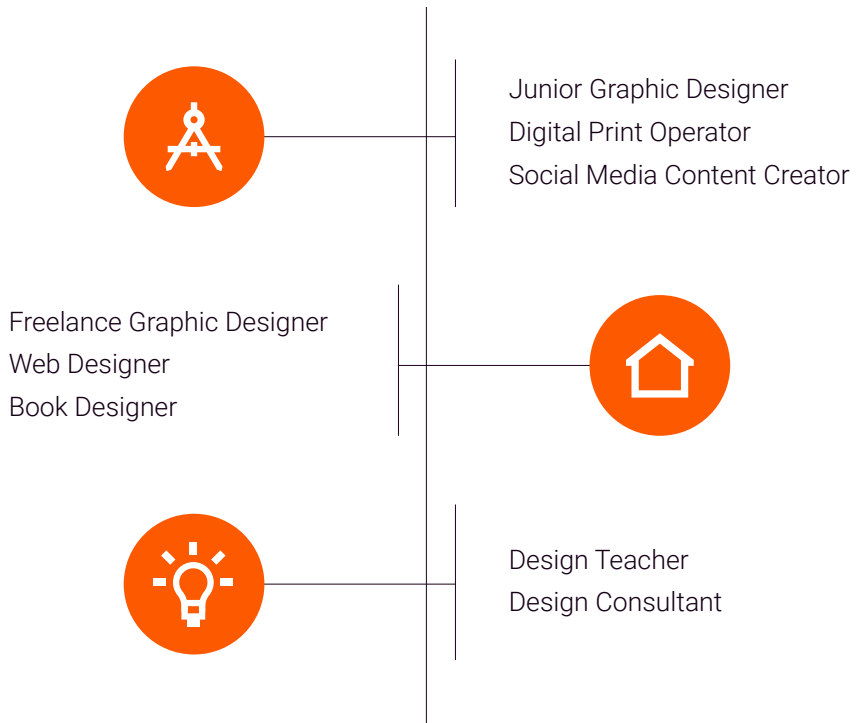 Junior Graphic Designer
Digital Print Operator
Social Media Content Creator
Freelance Graphic Designer
Web Designer
Book Designer
Design Teacher
Design Consultant